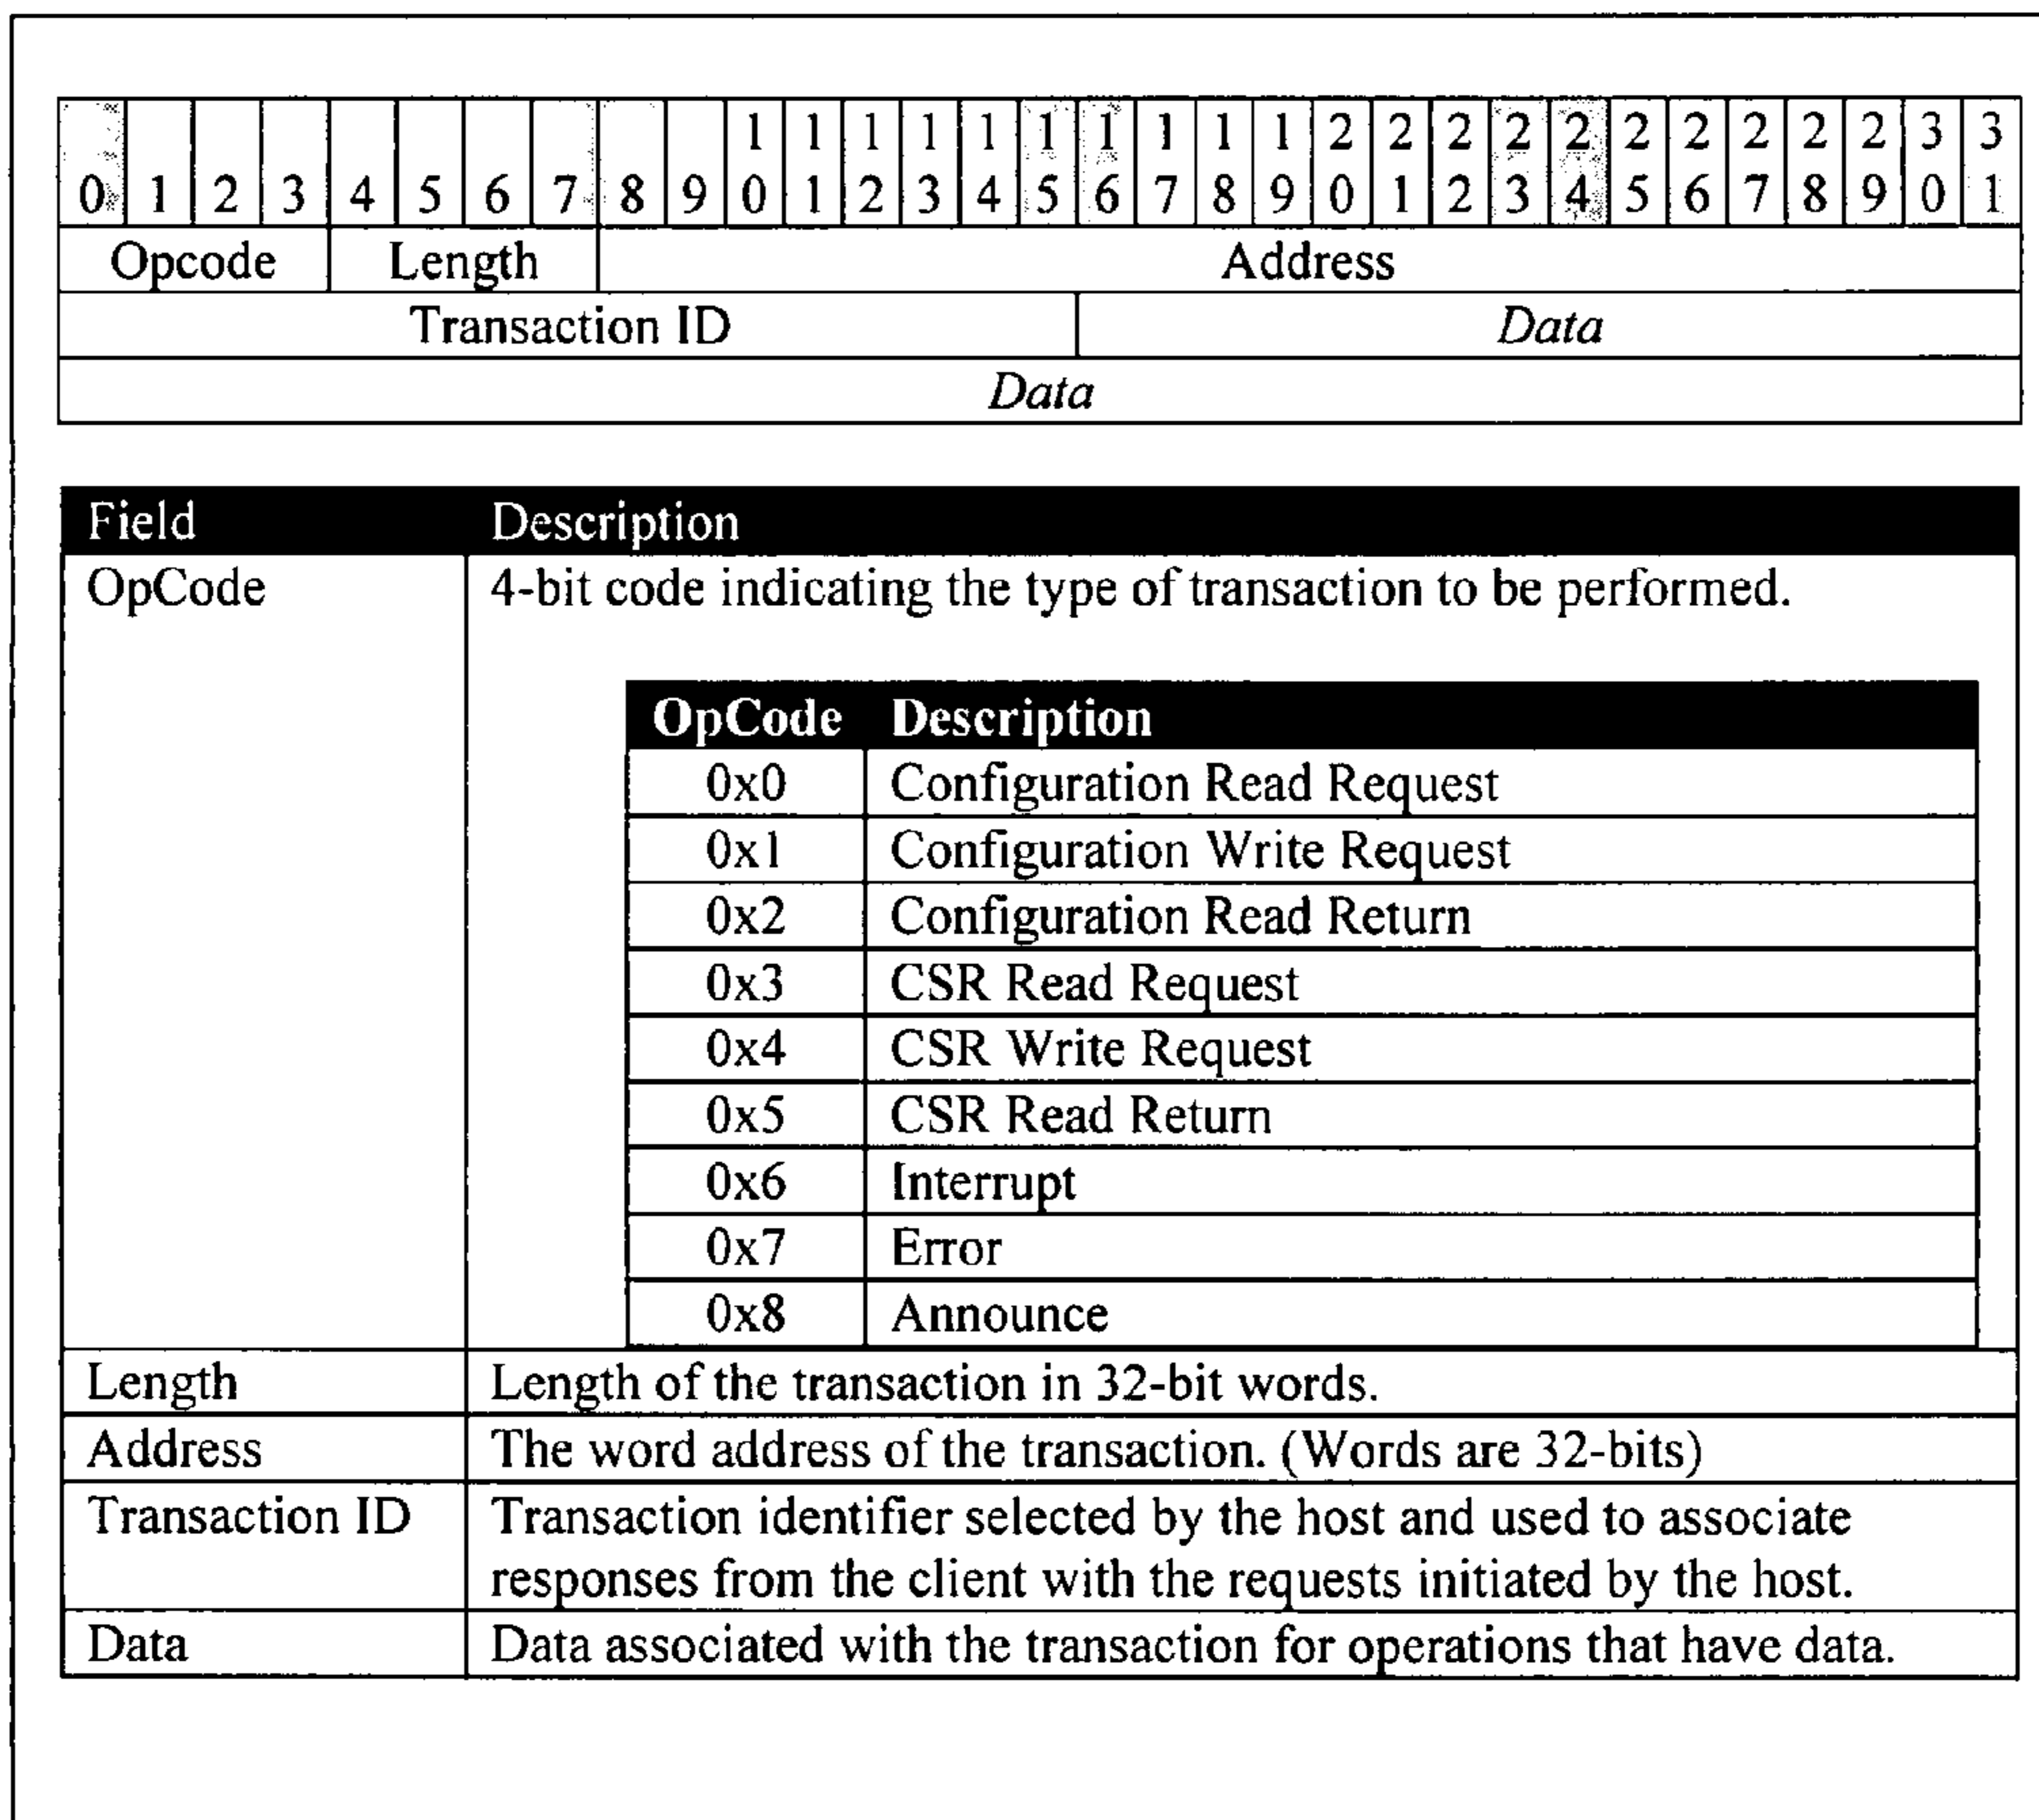 1 1 1 1 1 1 1 1 1 1 2 2 2 2 2 2 2 2 2 2 3 3
0 1 2 3 4 5 6 7 8 9 0 1 2 3 4 5 6 7 8 9 0 1 2 3 4 5 6 7 8 9 0 1
Opcode Length Address
Transaction ID Data
Data
Field Description
OpCode 4-bit code indicating the type of transaction to be performed.
OpCode Description
0x0 Configuration Read Request
0x1 Configuration Write Request
0x2 Configuration Read Return
0x3 CSR Read Request
0x4 CSR Write Request
0x5 CSR Read Return
0x6 Interrupt
0x7 Error
0x8 Announce
Length Length of the transaction in 32-bit words.
Address The word address of the transaction. (Words are 32-bits)
Transaction ID Transaction identifier selected by the host and used to associate
responses from the client with the requests initiated by the host.
Data Data associated with the transaction for operations that have data.